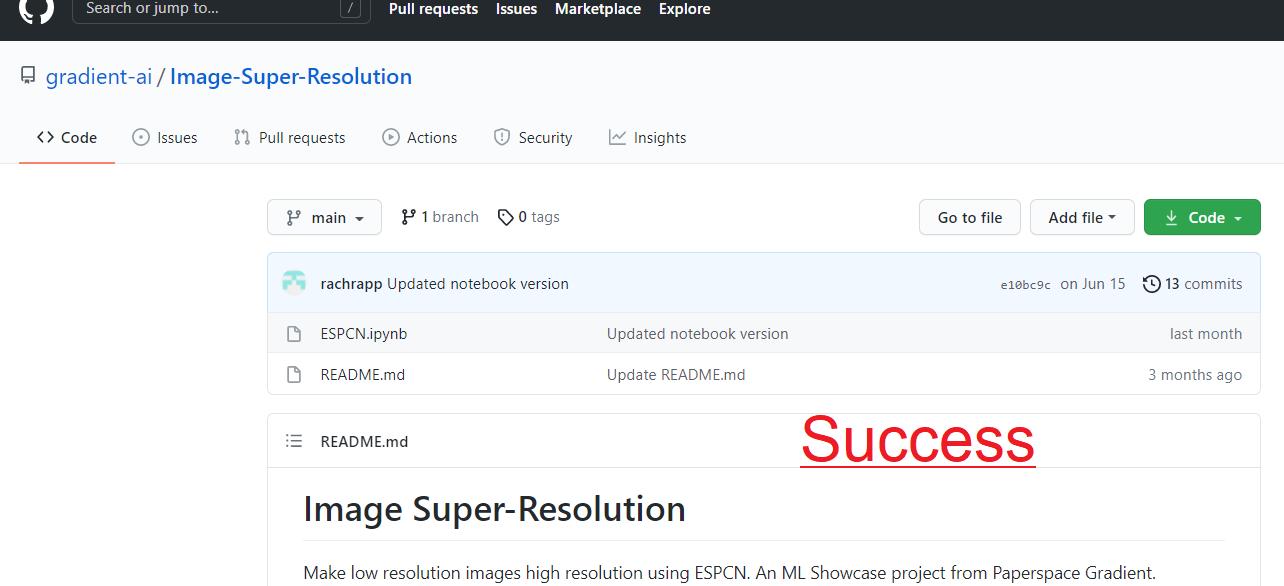 Search or jump to... /
Pull requests Issues Marketplace Explore
gradient-ai / Image-Super-Resolution
<> Code Issues Pull requests Actions Security Insights
main 1 branch 0 tags Go to file Add file Code
rachrapp Updated notebook version e10bc9c on Jun 15 13 commits
ESPCN.ipynb Updated notebook version last month
README.md Update README.md 3 months ago
README.md
Success
Image Super-Resolution
Make low resolution images high resolution using ESPCN. An ML Showcase project from Paperspace Gradient.